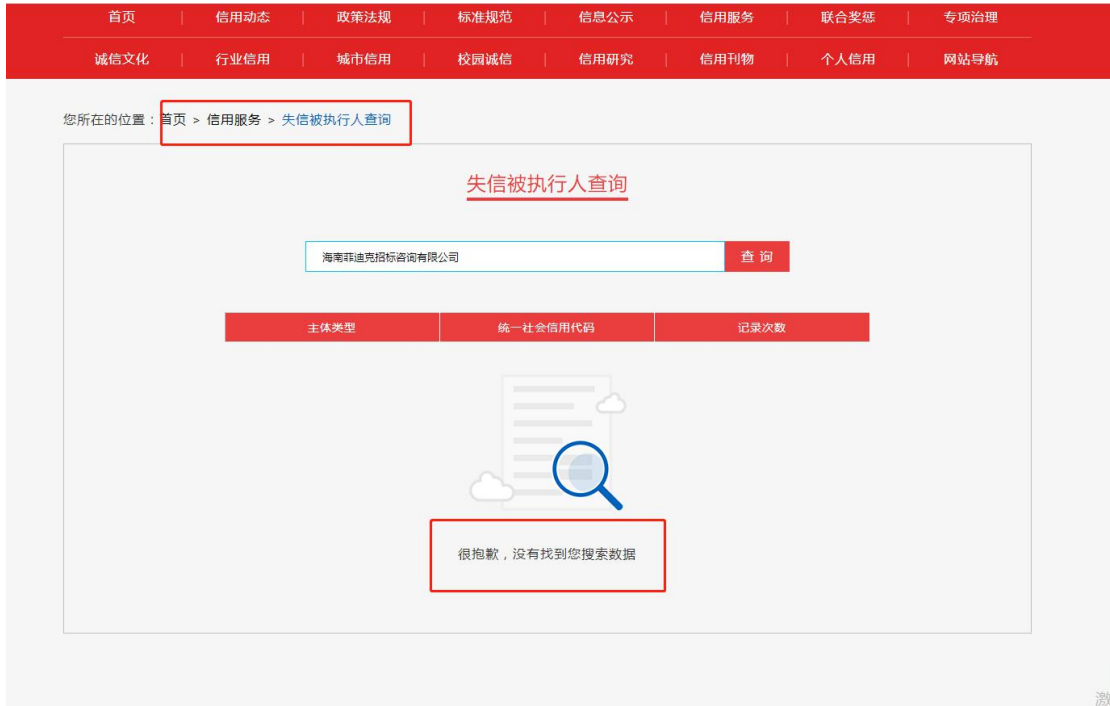 首页 | 信用动态 | 政策法规 | 标准规范 | 信息公示 | 信用服务 | 联合奖惩 | 专项治理
诚信文化 | 行业信用 | 城市信用 | 校园诚信 | 信用研究 | 信用刊物 | 个人信用 | 网站导航
您所在的位置：首页 > 信用服务 > 失信被执行人查询
失信被执行人查询
海南菲迪克招标咨询有限公司 查 询
主体类型 统一社会信用代码 记录次数
很抱歉，没有找到您搜索数据
激